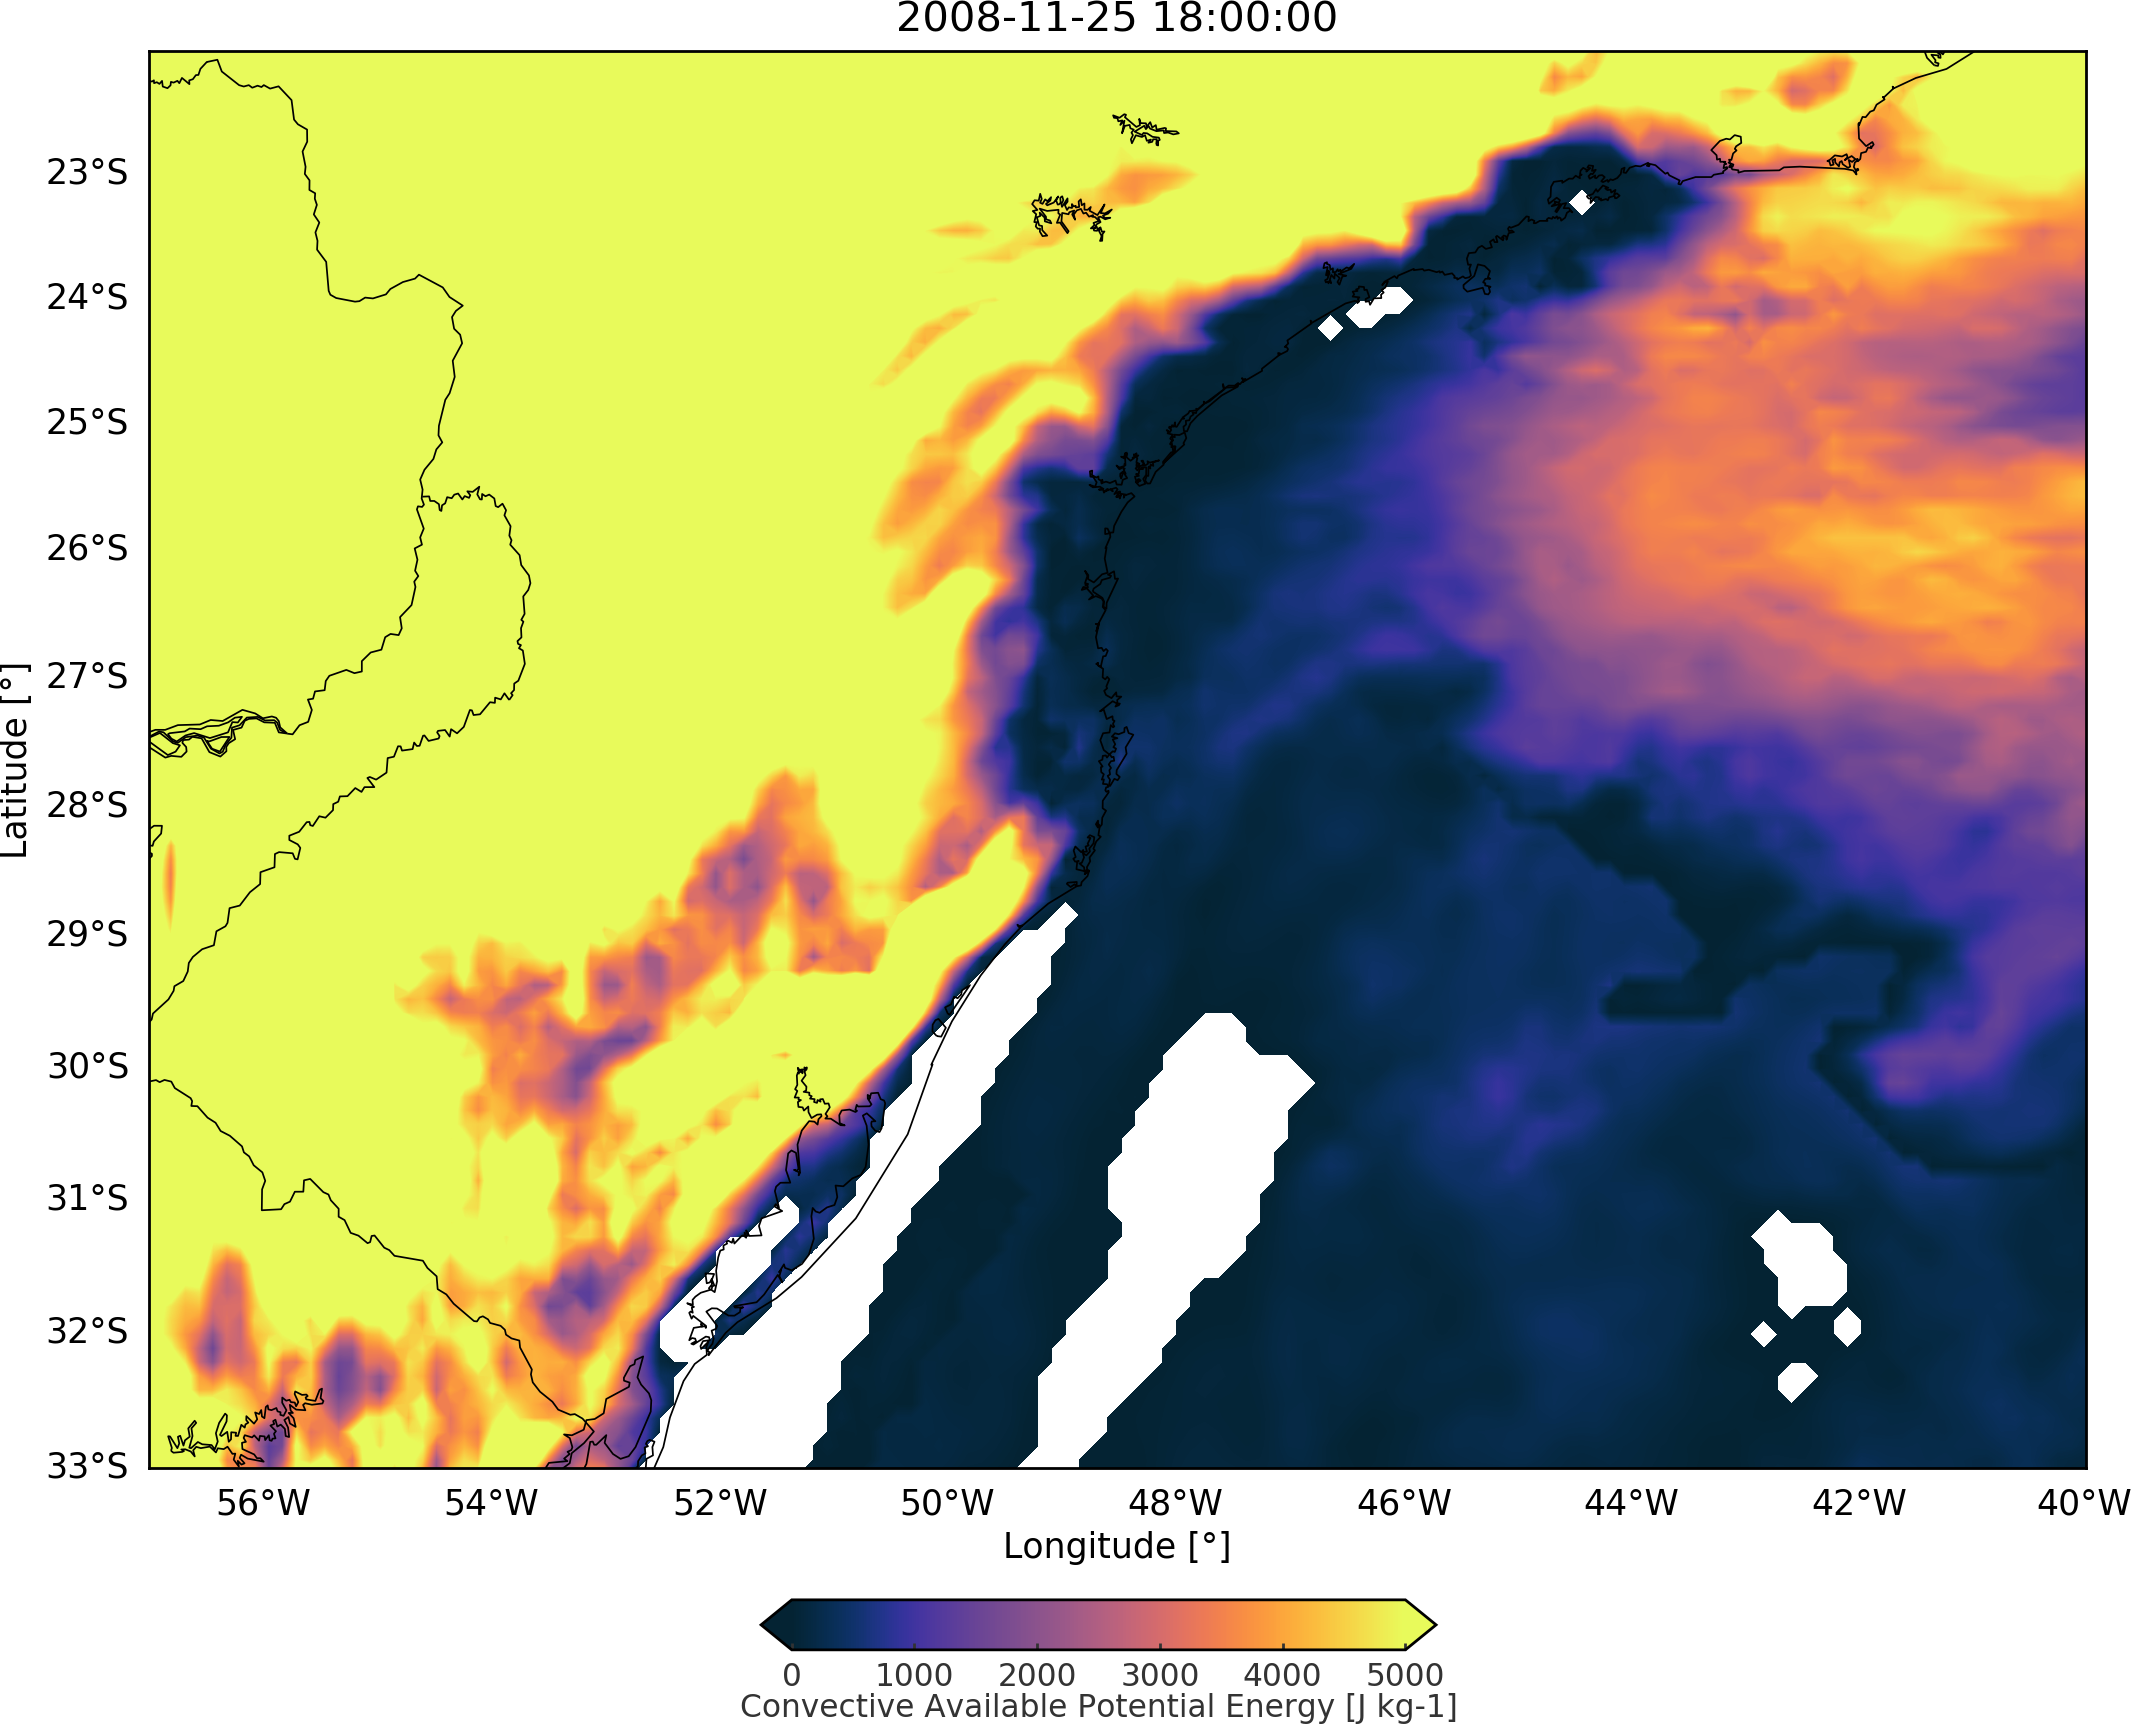 2008-11-25 18:00:00
23°S
24°S
25°S
26°S
27°S
28°S
29°S
30°S
31°S
32°S
33°S
Latitude [°]
56°W 54°W 52°W 50°W 48°W 46°W 44°W 42°W 40°W
Longitude [°]
0 1000 2000 3000 4000 5000
Convective Available Potential Energy [J kg-1]